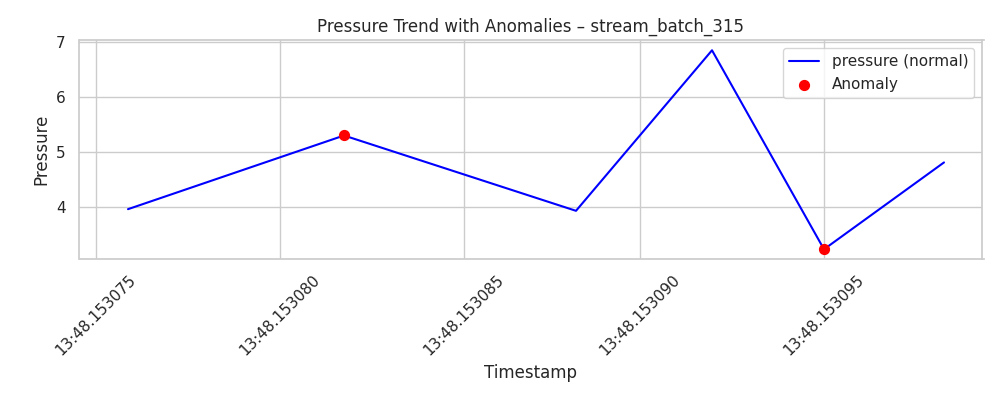 Pressure Trend with Anomalies – stream_batch_315
pressure (normal)
Anomaly
Pressure
7
6
5
4
13:48.153075
13:48.153080
13:48.153085
13:48.153090
13:48.153095
Timestamp